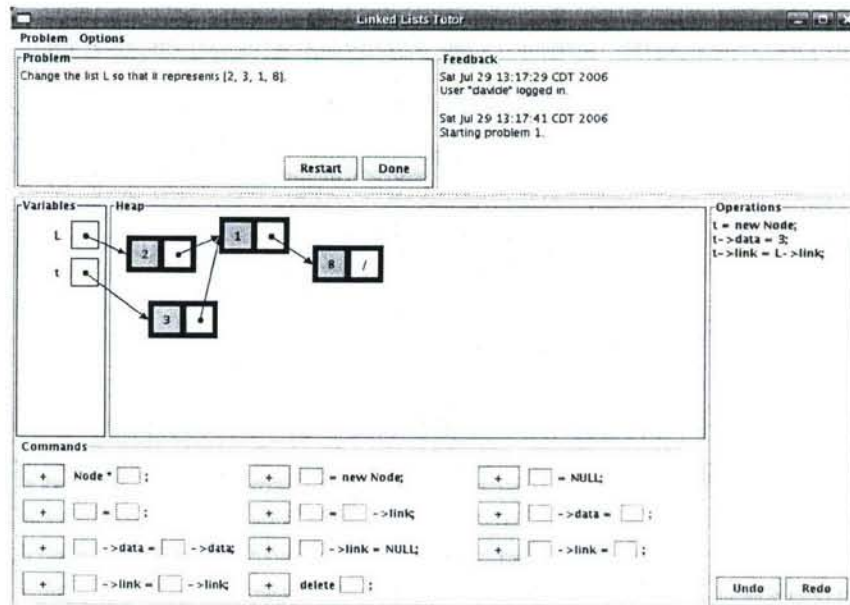 Linked Lists Tutor
Problem Options
Problem
Change the list L so that it represents [2, 3, 1, 8].
Restart Done
Feedback
Sat Jul 29 13:17:29 CDT 2006
User "davide" logged in.
Sat Jul 29 13:17:41 CDT 2006
Starting problem 1.
Variables
L
t
Heap
2
1
8 /
3
Operations
t = new Node;
t->data = 3;
t->link = L->link;
Commands
+ Node * ;
+ = new Node;
+ = NULL;
+ = ;
+ = ->link;
+ ->data = ;
+ ->data = ->data;
+ ->link = NULL;
+ ->link = ;
+ ->link = ->link;
+ delete ;
Undo Redo